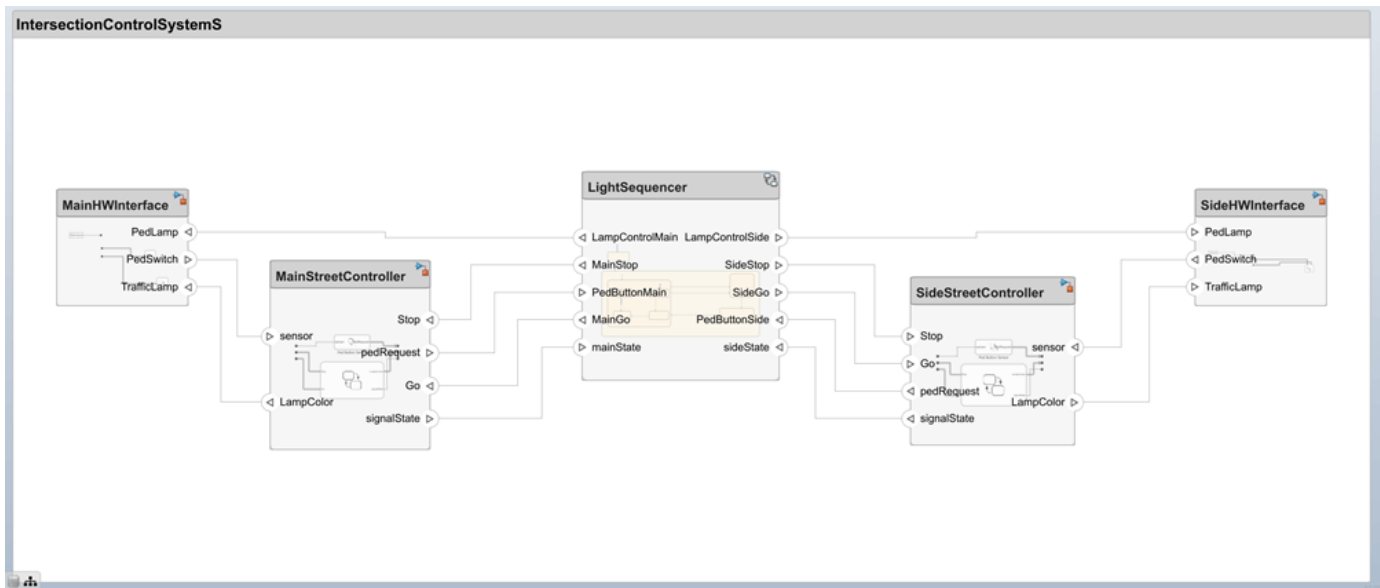 IntersectionControlSystemS
MainHWInterface
PedLamp
PedSwitch
TrafficLamp
MainStreetController
Stop
sensor
pedRequest
Go
LampColor
signalState
LightSequencer
LampControlMain LampControlSide
MainStop SideStop
PedButtonMain SideGo
MainGo PedButtonSide
mainState sideState
SideStreetController
Stop
sensor
Go
pedRequest
LampColor
signalState
SideHWInterface
PedLamp
PedSwitch
TrafficLamp